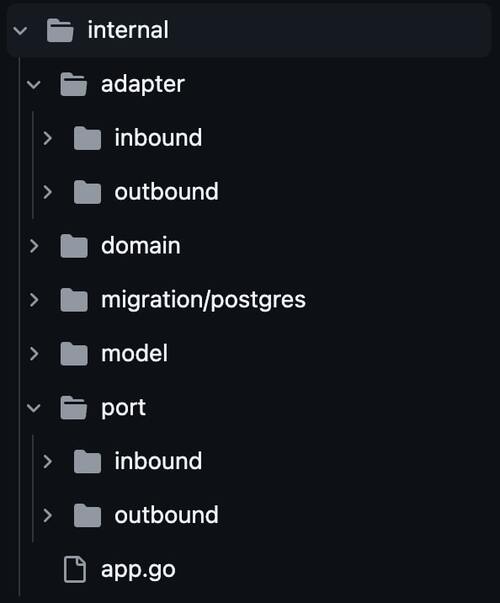 internal
adapter
inbound
outbound
domain
migration/postgres
model
port
inbound
outbound
app.go